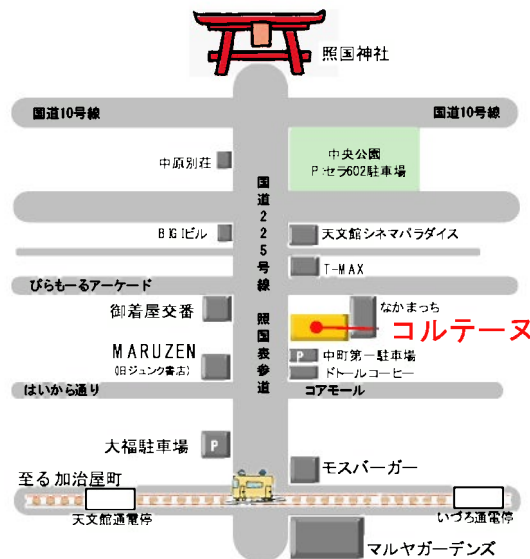 照国神社
国道10号線
国道10号線
中原別荘
中央公園
P:セラ602駐車場
国道225号線 照国表参道
BIGIビル
天文館シネマパラダイス
T-MAX
ぴらもーるアーケード
御着屋交番
なかまっち
コルテーヌ
MARUZEN
(旧ジュンク書店)
P 中町第一駐車場
ドトールコーヒー
はいから通り
コアモール
大福駐車場
P
モスバーガー
至る 加治屋町
天文館通電停
いづろ通電停
マルヤガーデンズ